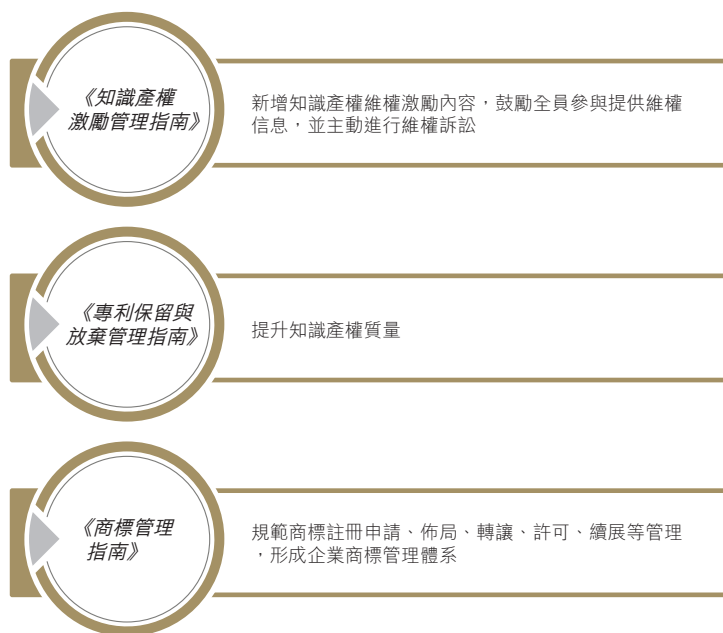 《知識產權
激勵管理指南》
新增知識產權維權激勵內容，鼓勵全員參與提供維權
信息，並主動進行維權訴訟
《專利保留與
放棄管理指南》
提升知識產權質量
《商標管理
指南》
規範商標註冊申請、佈局、轉讓、許可、續展等管理
，形成企業商標管理體系